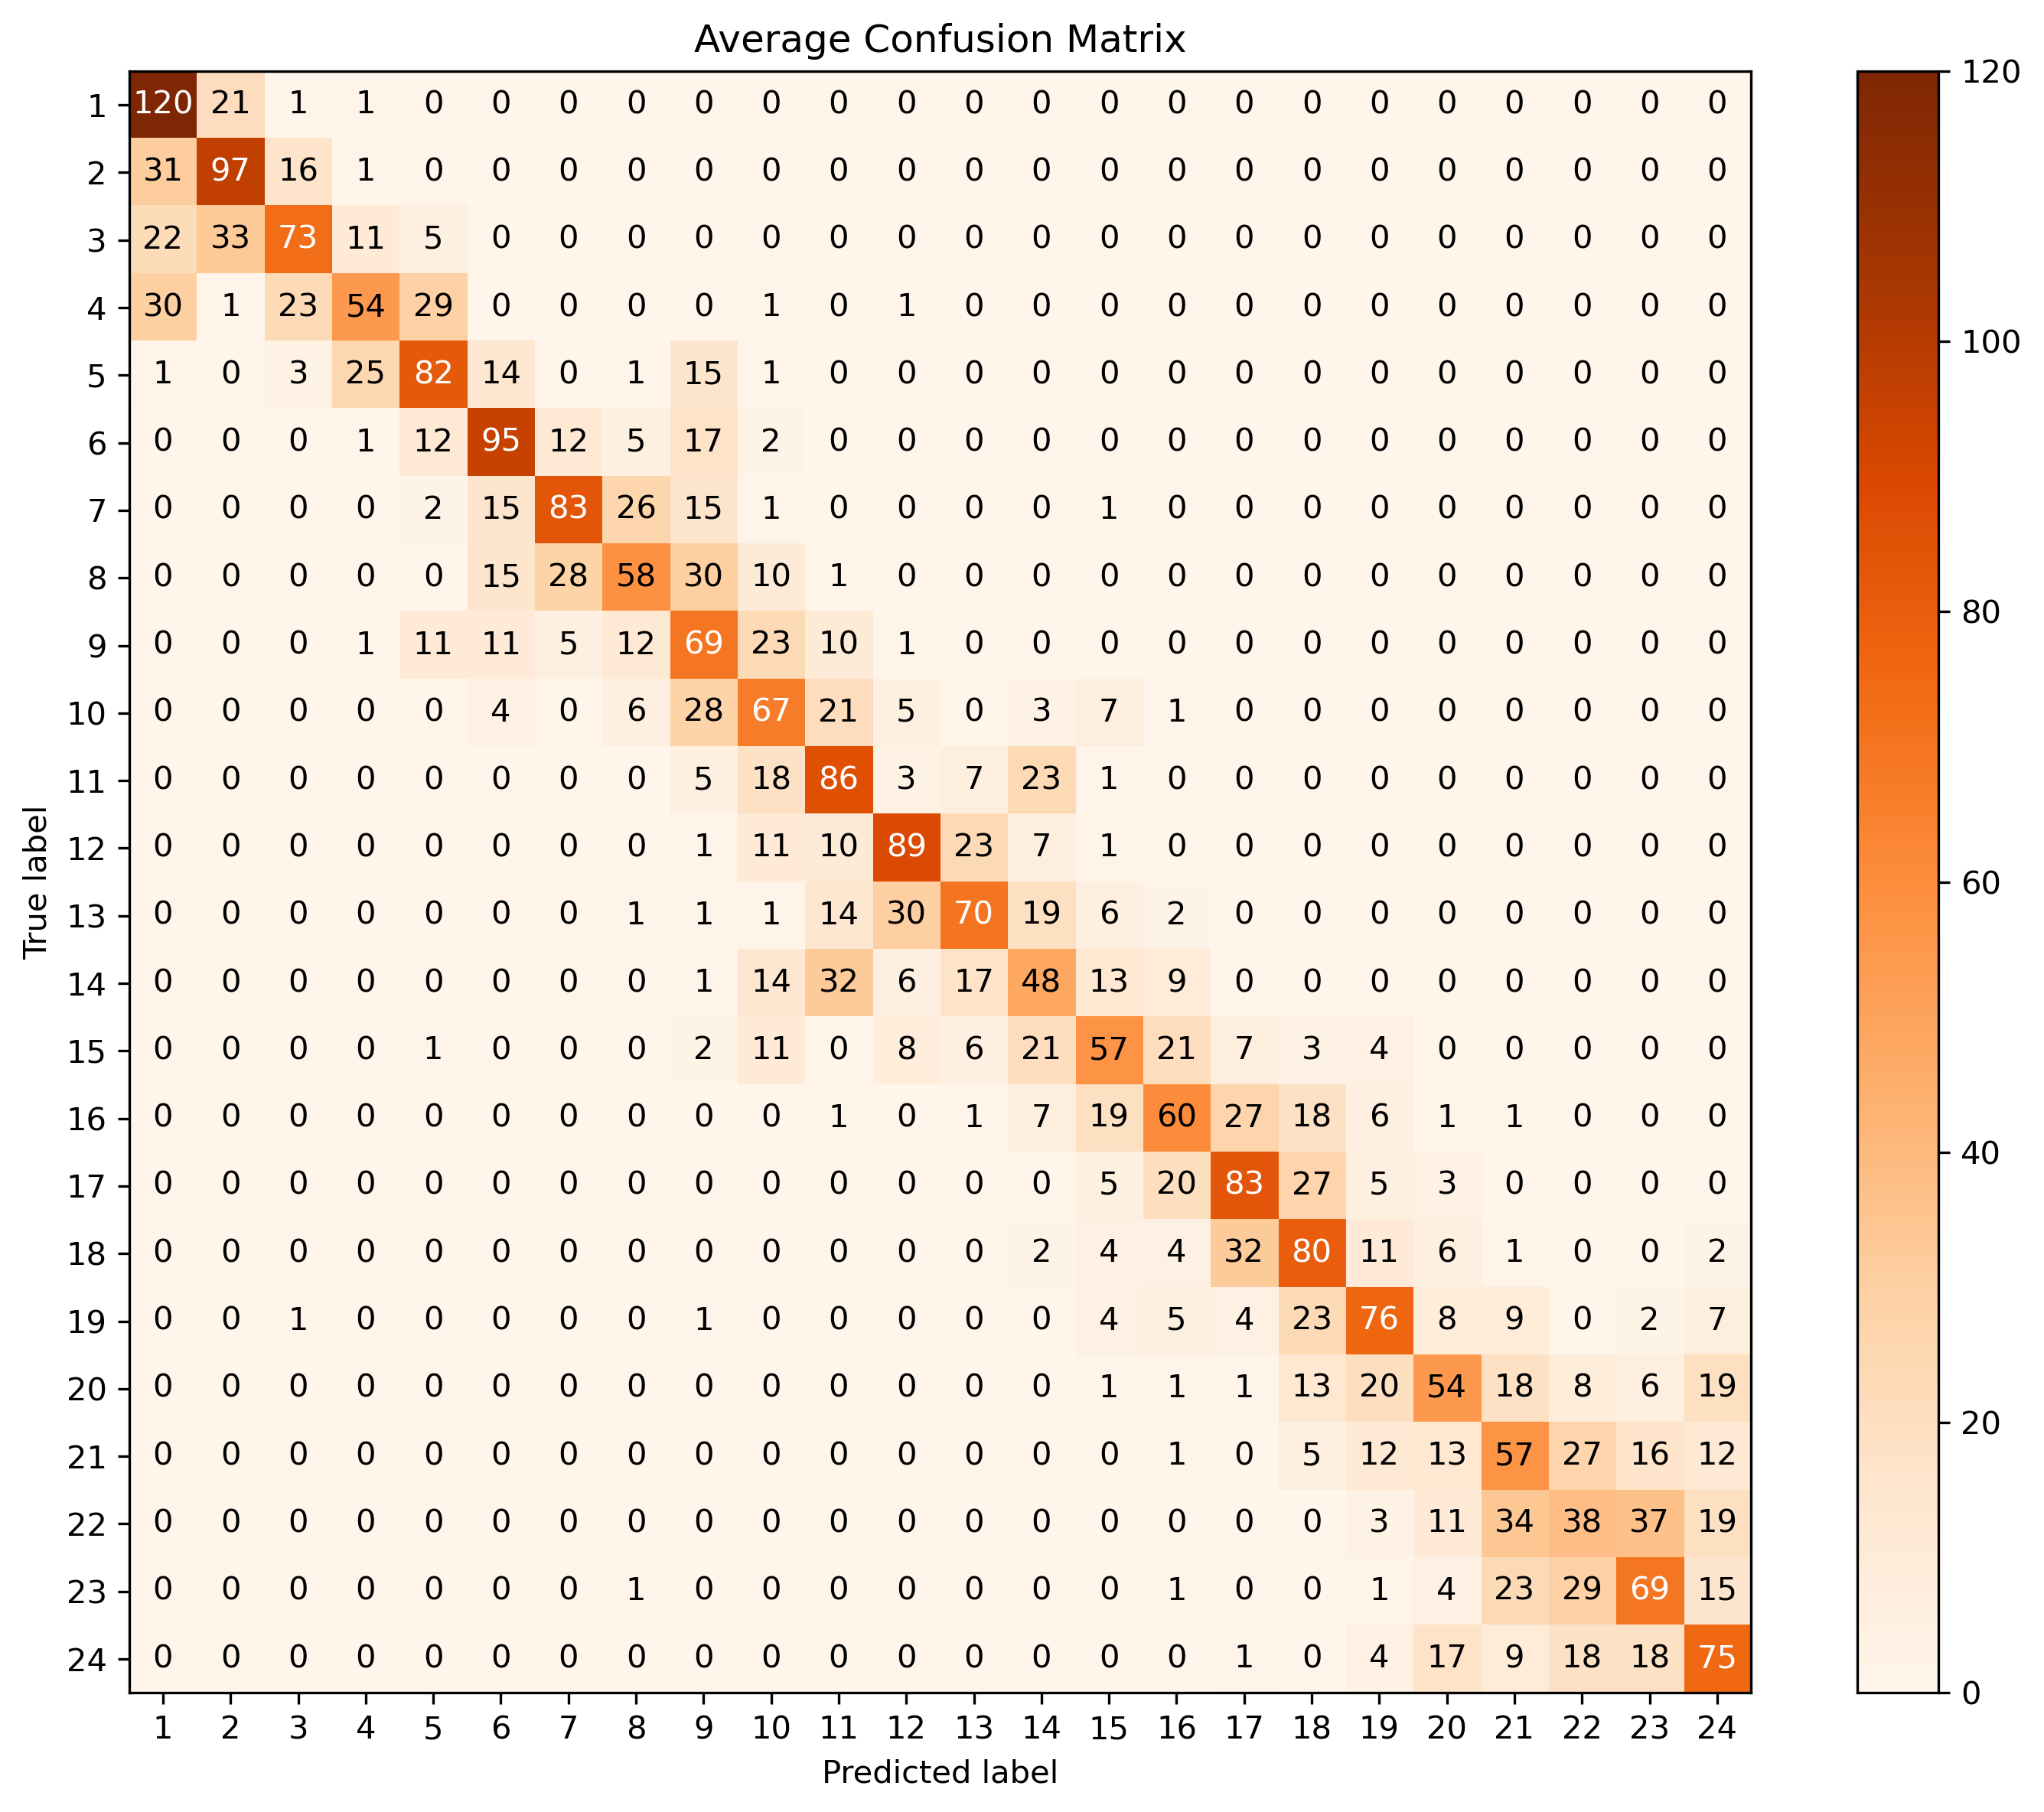 Average Confusion Matrix
1 120 21 1 1 0 0 0 0 0 0 0 0 0 0 0 0 0 0 0 0 0 0 0 0
2 31 97 16 1 0 0 0 0 0 0 0 0 0 0 0 0 0 0 0 0 0 0 0 0
3 22 33 73 11 5 0 0 0 0 0 0 0 0 0 0 0 0 0 0 0 0 0 0 0
4 30 1 23 54 29 0 0 0 0 1 0 1 0 0 0 0 0 0 0 0 0 0 0 0
5 1 0 3 25 82 14 0 1 15 1 0 0 0 0 0 0 0 0 0 0 0 0 0 0
6 0 0 0 1 12 95 12 5 17 2 0 0 0 0 0 0 0 0 0 0 0 0 0 0
7 0 0 0 0 2 15 83 26 15 1 0 0 0 0 1 0 0 0 0 0 0 0 0 0
8 0 0 0 0 0 15 28 58 30 10 1 0 0 0 0 0 0 0 0 0 0 0 0 0
9 0 0 0 1 11 11 5 12 69 23 10 1 0 0 0 0 0 0 0 0 0 0 0 0
10 0 0 0 0 0 4 0 6 28 67 21 5 0 3 7 1 0 0 0 0 0 0 0 0
11 0 0 0 0 0 0 0 0 5 18 86 3 7 23 1 0 0 0 0 0 0 0 0 0
12 0 0 0 0 0 0 0 0 1 11 10 89 23 7 1 0 0 0 0 0 0 0 0 0
13 0 0 0 0 0 0 0 1 1 1 14 30 70 19 6 2 0 0 0 0 0 0 0 0
14 0 0 0 0 0 0 0 0 1 14 32 6 17 48 13 9 0 0 0 0 0 0 0 0
15 0 0 0 0 1 0 0 0 2 11 0 8 6 21 57 21 7 3 4 0 0 0 0 0
16 0 0 0 0 0 0 0 0 0 0 1 0 1 7 19 60 27 18 6 1 1 0 0 0
17 0 0 0 0 0 0 0 0 0 0 0 0 0 0 5 20 83 27 5 3 0 0 0 0
18 0 0 0 0 0 0 0 0 0 0 0 0 0 2 4 4 32 80 11 6 1 0 0 2
19 0 0 1 0 0 0 0 0 1 0 0 0 0 0 4 5 4 23 76 8 9 0 2 7
20 0 0 0 0 0 0 0 0 0 0 0 0 0 0 1 1 1 13 20 54 18 8 6 19
21 0 0 0 0 0 0 0 0 0 0 0 0 0 0 0 1 0 5 12 13 57 27 16 12
22 0 0 0 0 0 0 0 0 0 0 0 0 0 0 0 0 0 0 3 11 34 38 37 19
23 0 0 0 0 0 0 0 1 0 0 0 0 0 0 0 1 0 0 1 4 23 29 69 15
24 0 0 0 0 0 0 0 0 0 0 0 0 0 0 0 0 1 0 4 17 9 18 18 75
1 2 3 4 5 6 7 8 9 10 11 12 13 14 15 16 17 18 19 20 21 22 23 24
Predicted label
True label
120
100
80
60
40
20
0